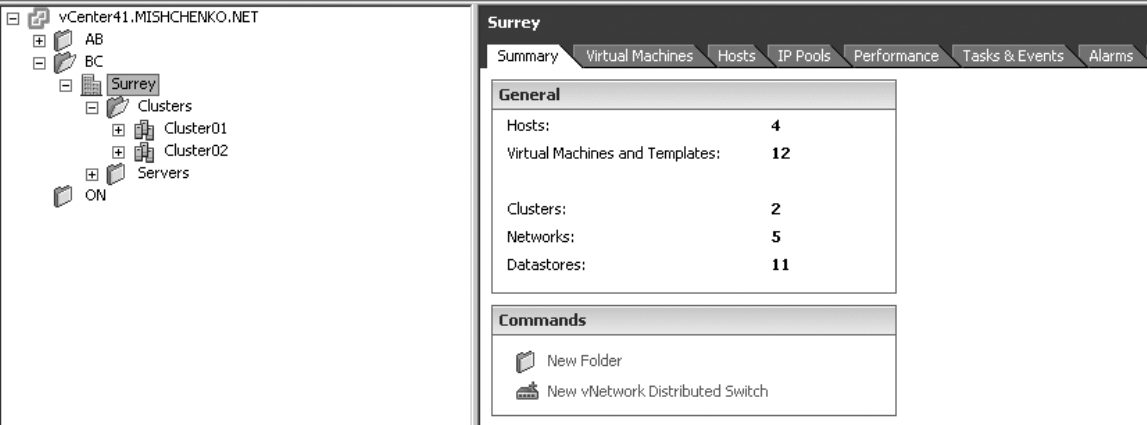 vCenter41.MISHCHENKO.NET
AB
BC
Surrey
Clusters
Cluster01
Cluster02
Servers
ON
Surrey
Summary Virtual Machines Hosts IP Pools Performance Tasks & Events Alarms
General
Hosts: 4
Virtual Machines and Templates: 12
Clusters: 2
Networks: 5
Datastores: 11
Commands
New Folder
New vNetwork Distributed Switch